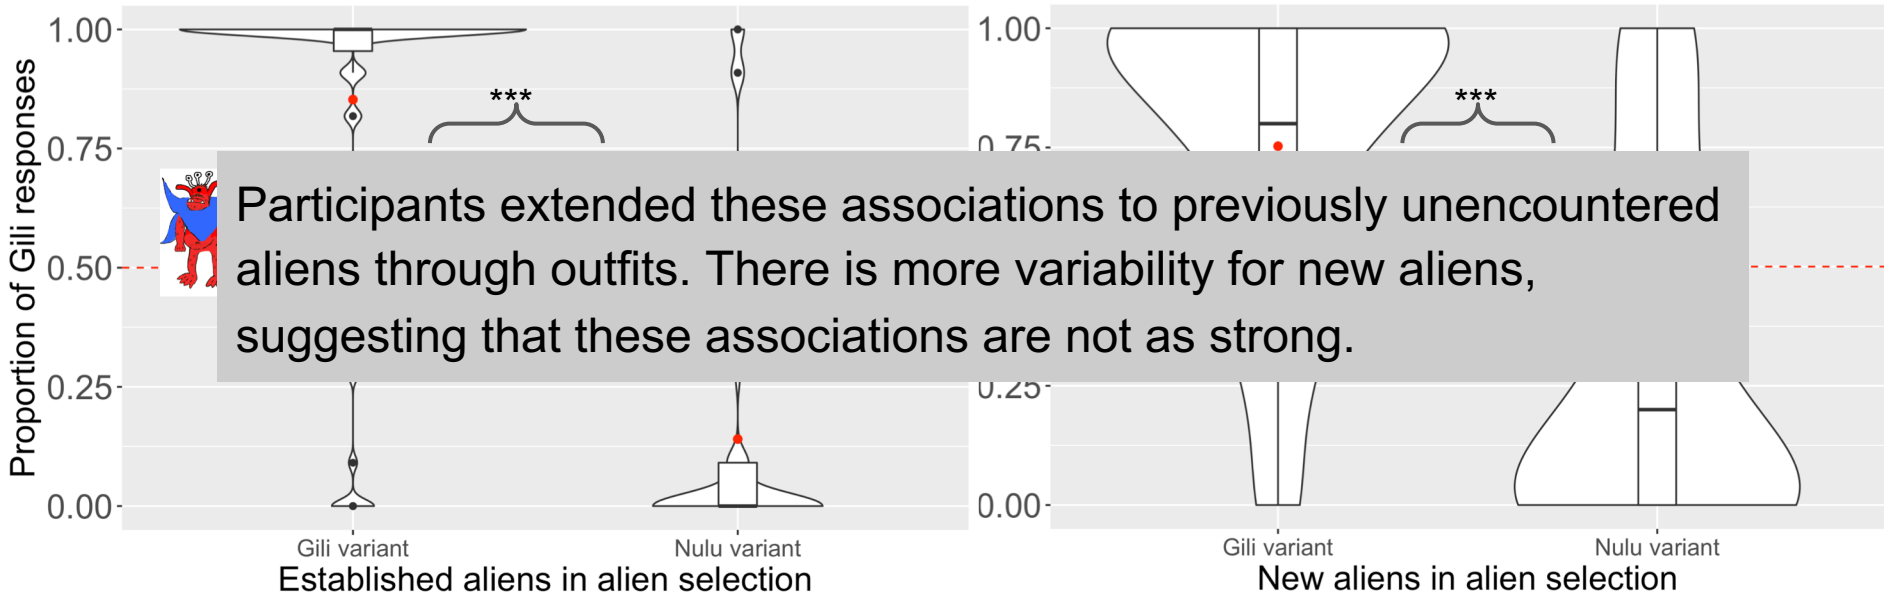 Proportion of Gili responses
1.00
0.75
0.50
0.25
0.00
***
Gili variant
Nulu variant
Established aliens in alien selection
1.00
0.75
0.25
0.00
***
Gili variant
Nulu variant
New aliens in alien selection
Participants extended these associations to previously unencountered
aliens through outfits. There is more variability for new aliens,
suggesting that these associations are not as strong.